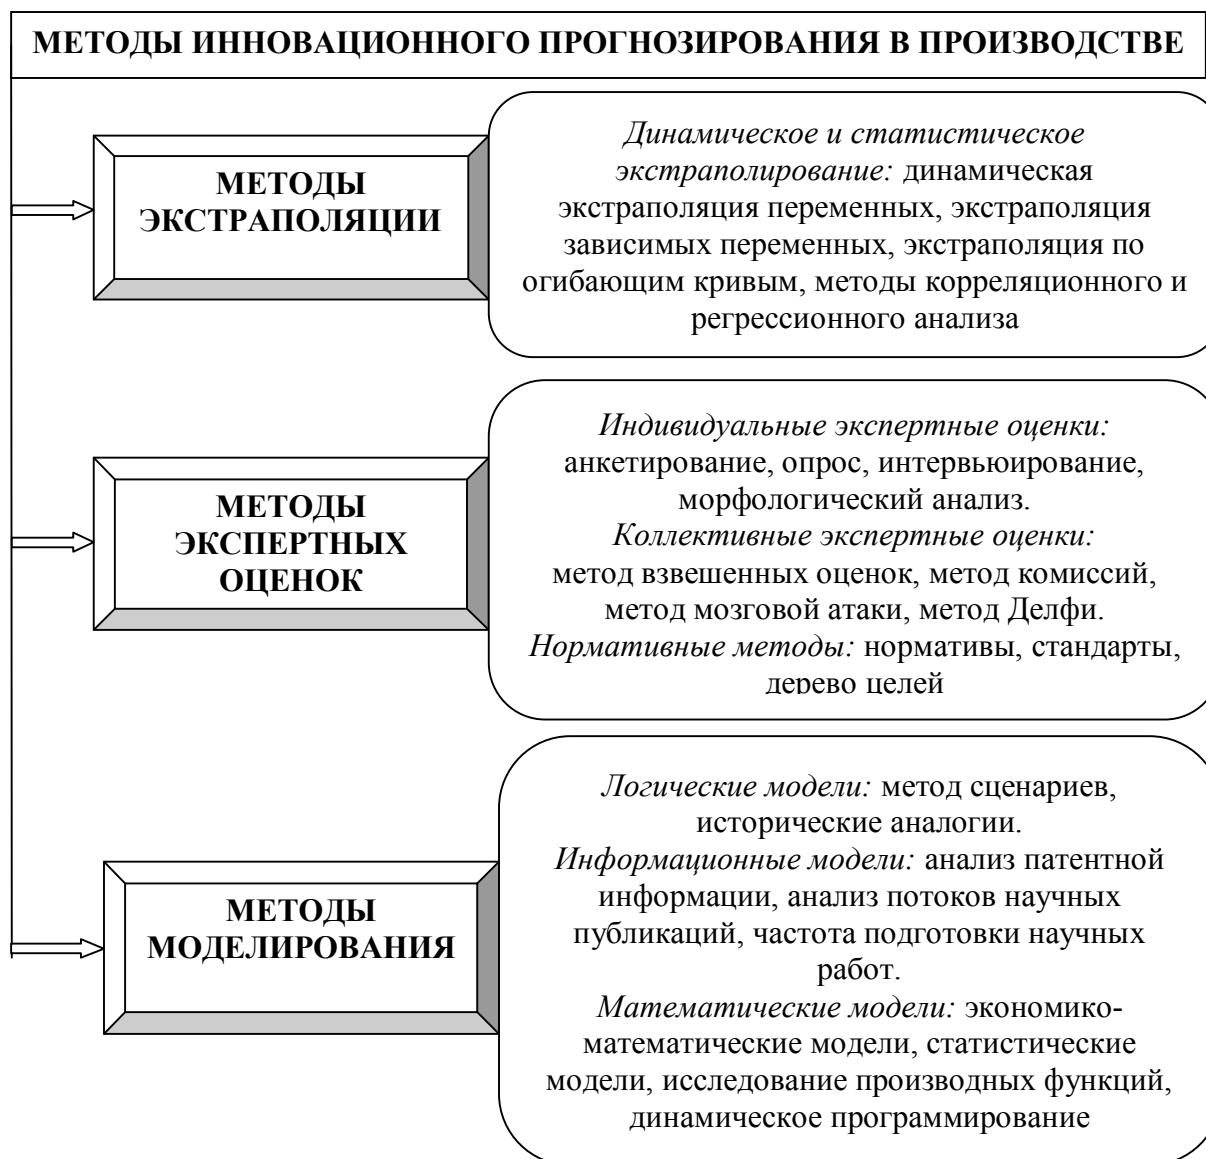 МЕТОДЫ ИННОВАЦИОННОГО ПРОГНОЗИРОВАНИЯ В ПРОИЗВОДСТВЕ
МЕТОДЫ
ЭКСТРАПОЛЯЦИИ
Динамическое и статистическое
экстраполирование: динамическая
экстраполяция переменных, экстраполяция
зависимых переменных, экстраполяция по
огибающим кривым, методы корреляционного и
регрессионного анализа
МЕТОДЫ
ЭКСПЕРТНЫХ
ОЦЕНОК
Индивидуальные экспертные оценки:
анкетирование, опрос, интервьюирование,
морфологический анализ.
Коллективные экспертные оценки:
метод взвешенных оценок, метод комиссий,
метод мозговой атаки, метод Делфи.
Нормативные методы: нормативы, стандарты,
дерево целей
МЕТОДЫ
МОДЕЛИРОВАНИЯ
Логические модели: метод сценариев,
исторические аналогии.
Информационные модели: анализ патентной
информации, анализ потоков научных
публикаций, частота подготовки научных
работ.
Математические модели: экономико-
математические модели, статистические
модели, исследование производных функций,
динамическое программирование